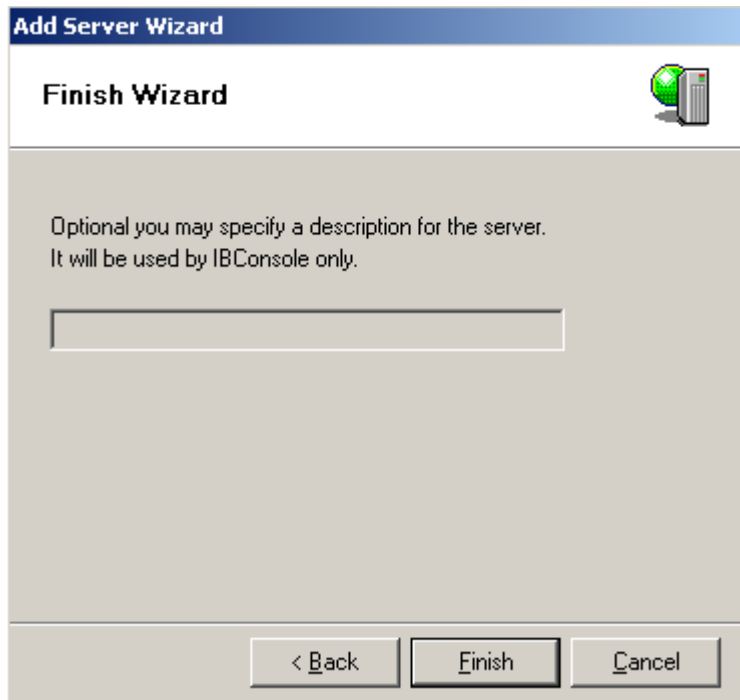 Add Server Wizard
Finish Wizard
Optional you may specify a description for the server.
It will be used by IBConsole only.
< Back
Finish
Cancel